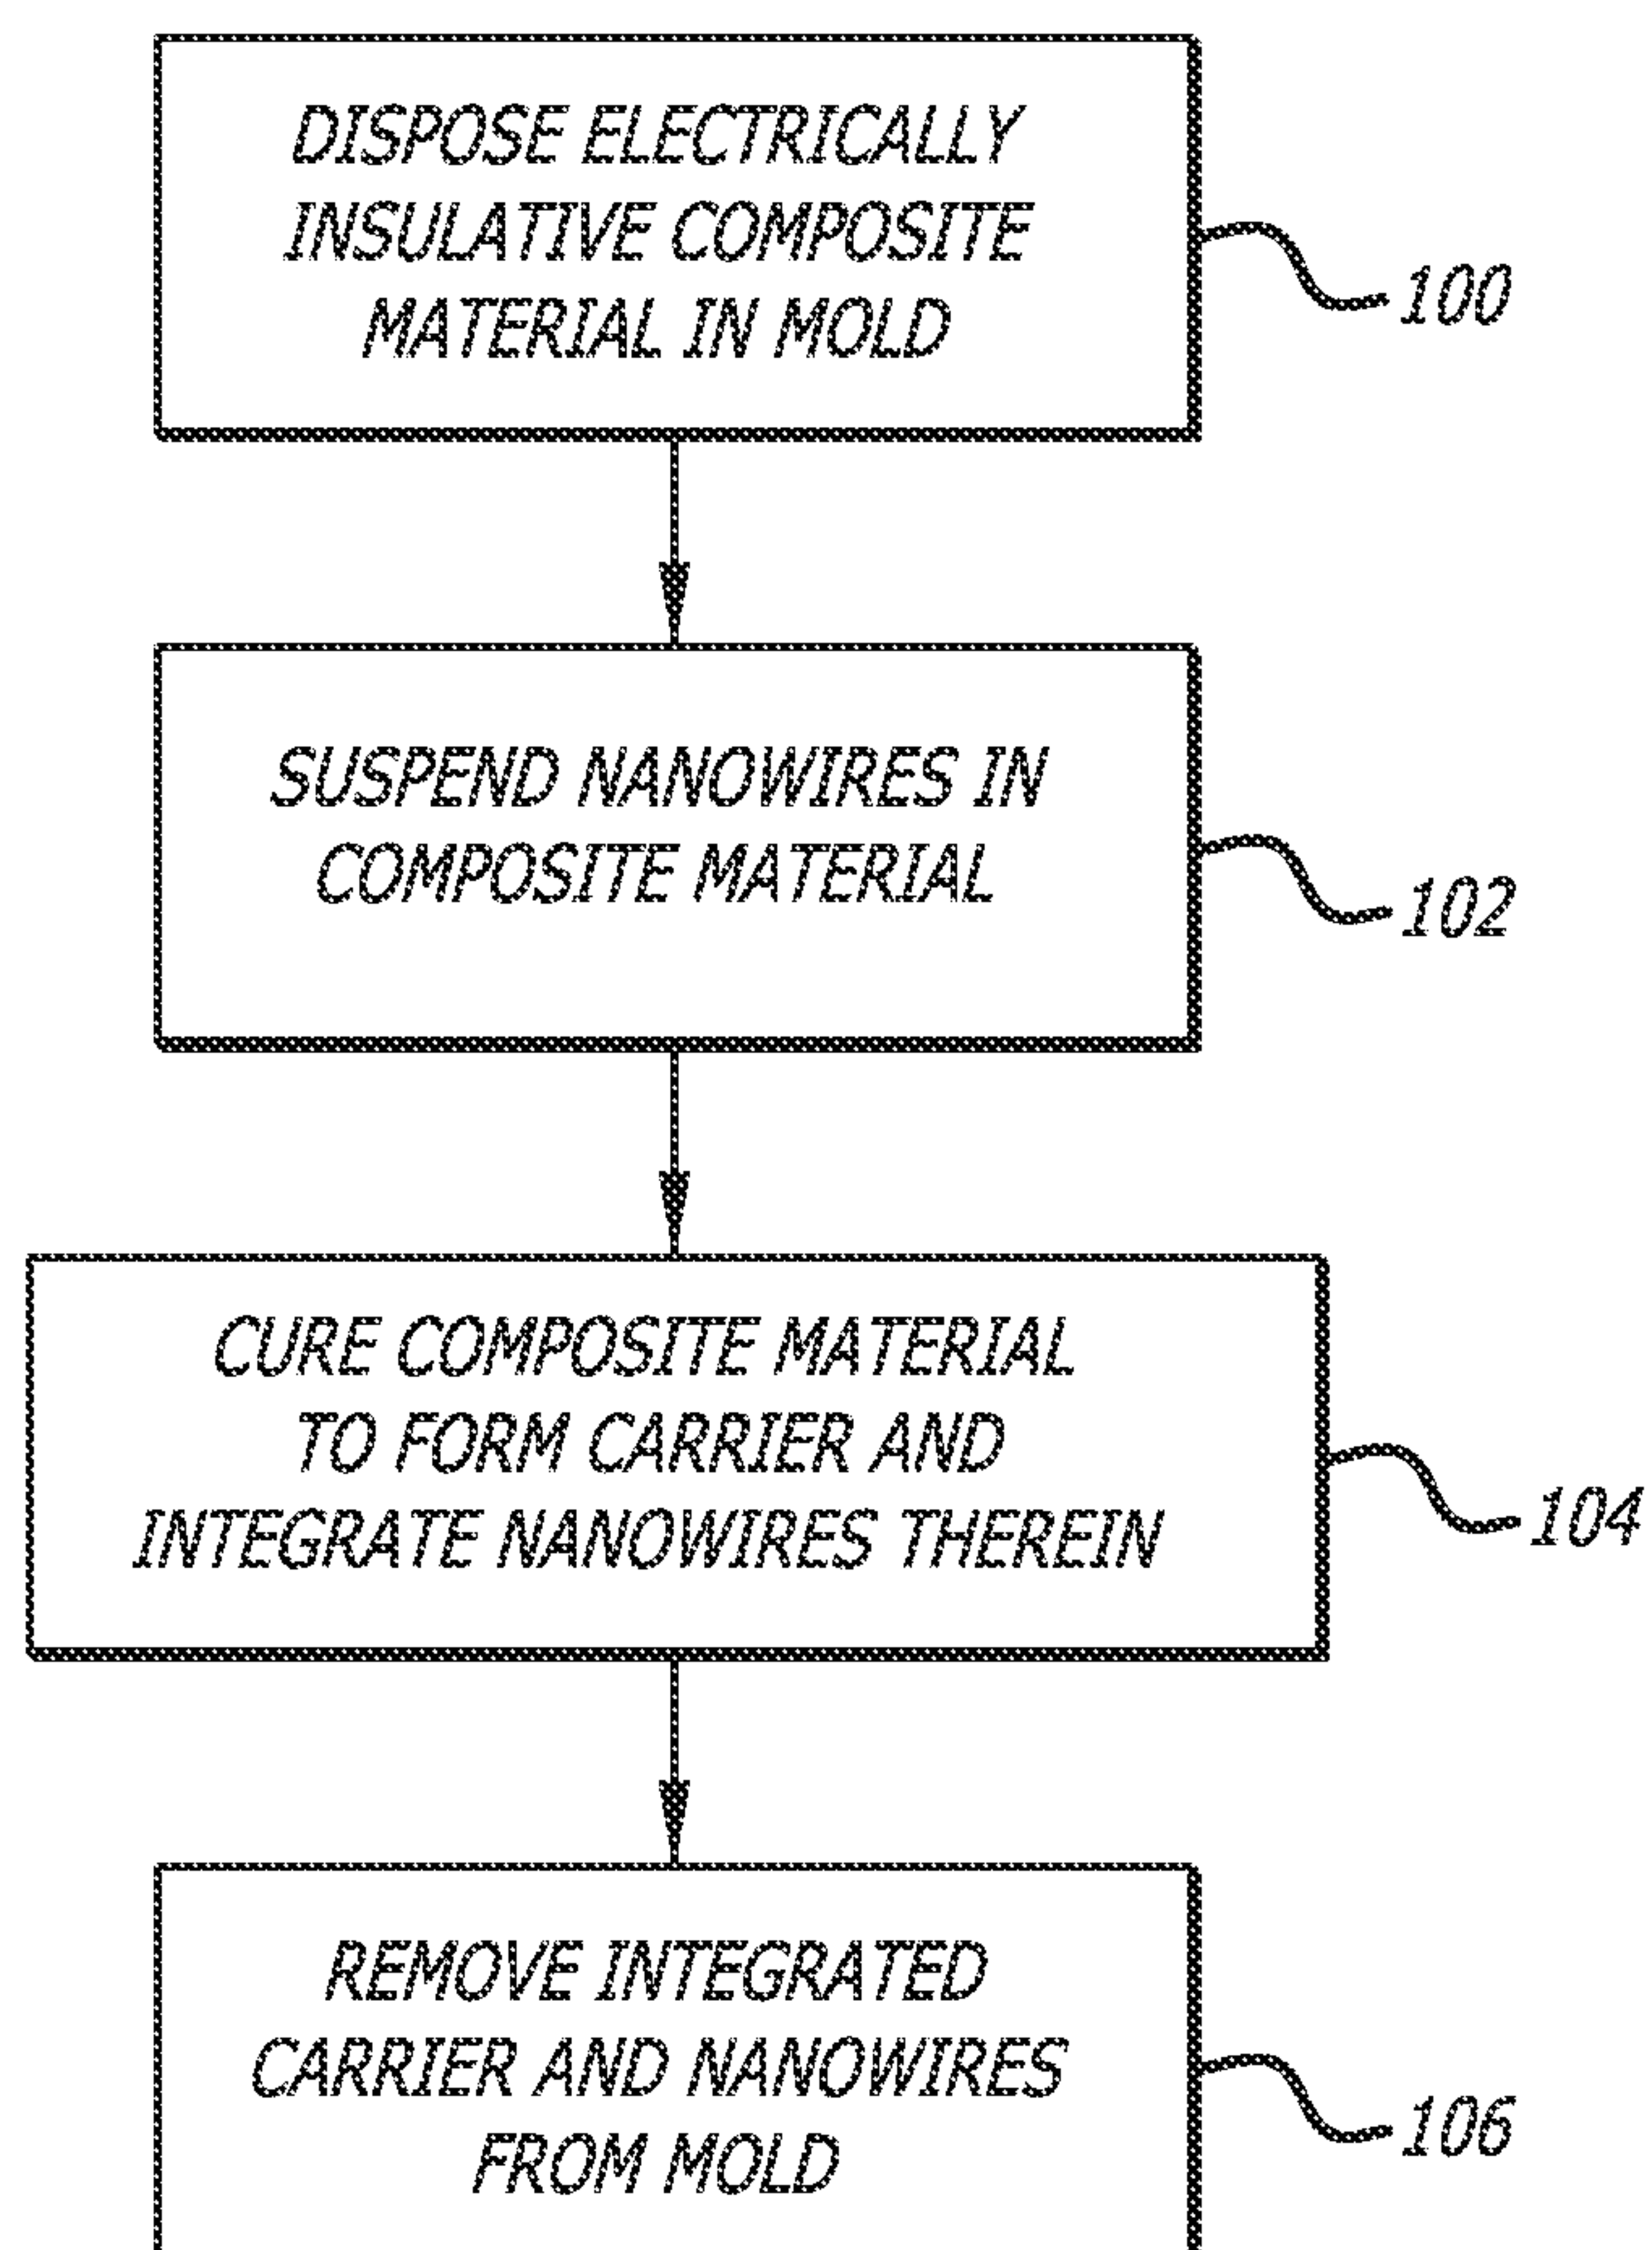 DISPOSE ELECTRICALLY
INSULATIVE COMPOSITE
MATERIAL IN MOLD
100
SUSPEND NANOWIRES IN
COMPOSITE MATERIAL
102
CURE COMPOSITE MATERIAL
TO FORM CARRIER AND
INTEGRATE NANOWIRES THEREIN
104
REMOVE INTEGRATED
CARRIER AND NANOWIRES
FROM MOLD
106